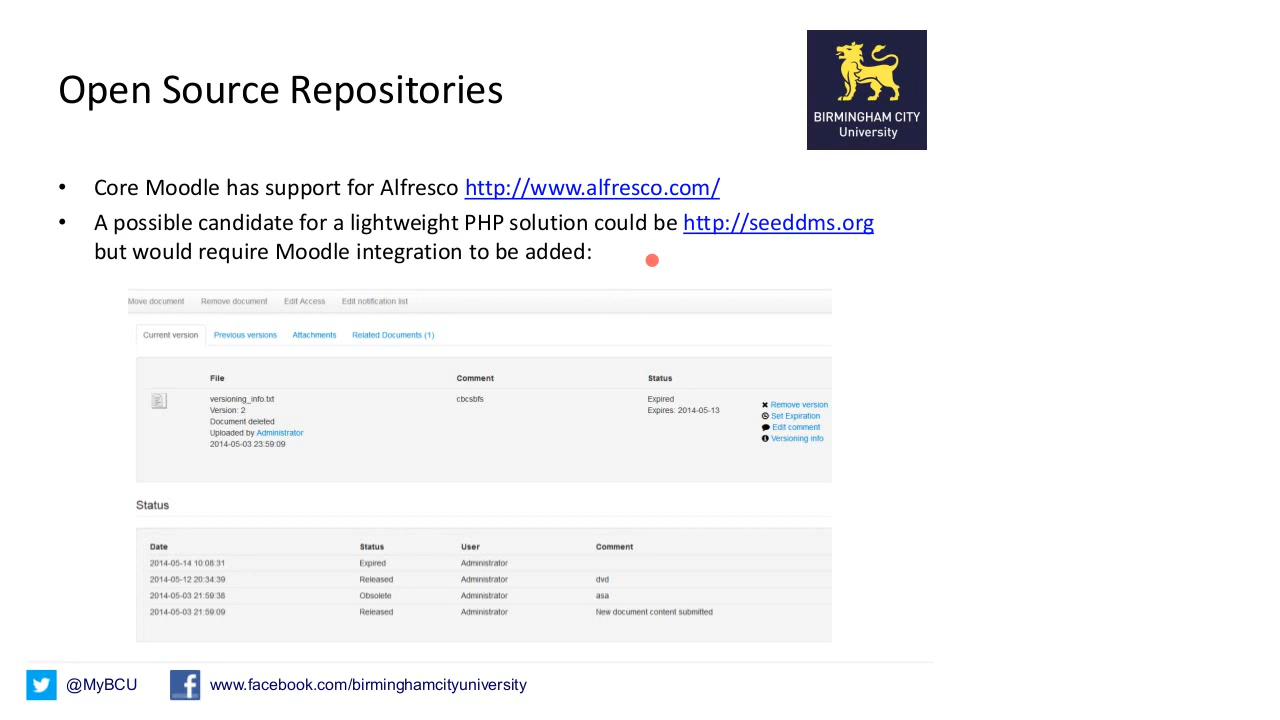 Open Source Repositories
BIRMINGHAM CITY
University
• Core Moodle has support for Alfresco http://www.alfresco.com/
• A possible candidate for a lightweight PHP solution could be http://seeddms.org
but would require Moodle integration to be added:
Move document Remove document Edit Access Edit notification list
Current version Previous versions Attachments Related Documents (1)
File Comment Status
versioning_info.txt cbcsbfs Expired
Version: 2 Expires: 2014-05-13
Document deleted
Uploaded by Administrator
2014-05-03 23:59:09
Remove version
Set Expiration
Edit comment
Versioning info
Status
Date Status User Comment
2014-05-14 10:08:31 Expired Administrator
2014-05-12 20:34:39 Released Administrator dvd
2014-05-03 21:59:38 Obsolete Administrator asa
2014-05-03 21:59:09 Released Administrator New document content submitted
@MyBCU www.facebook.com/birminghamcityuniversity